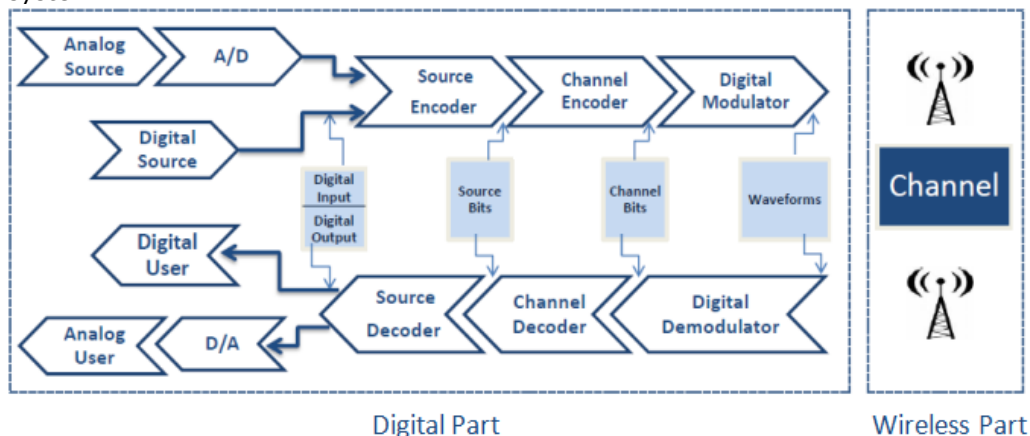 Analog
Source
A/D
Source
Encoder
Channel
Encoder
Digital
Modulator
Digital
Source
Digital
Input
Digital
Output
Source
Bits
Channel
Bits
Waveforms
Channel
Digital
User
Source
Decoder
Channel
Decoder
Digital
Demodulator
Analog
User
D/A
Digital Part
Wireless Part